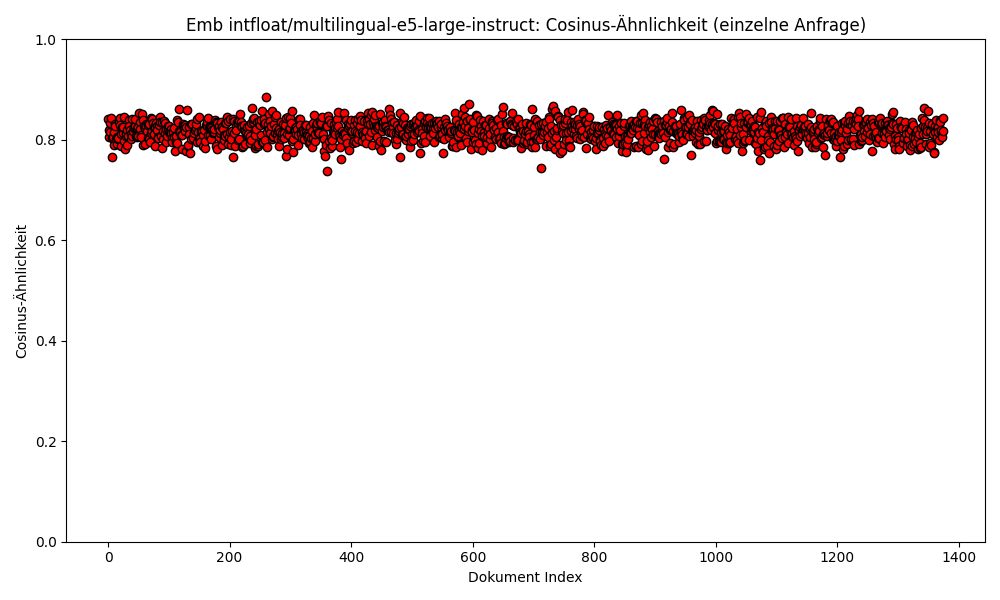 Emb intfloat/multilingual-e5-large-instruct: Cosinus-Ähnlichkeit (einzelne Anfrage)
1.0
0.8
0.6
0.4
0.2
0.0
Cosinus-Ähnlichkeit
0 200 400 600 800 1000 1200 1400
Dokument Index